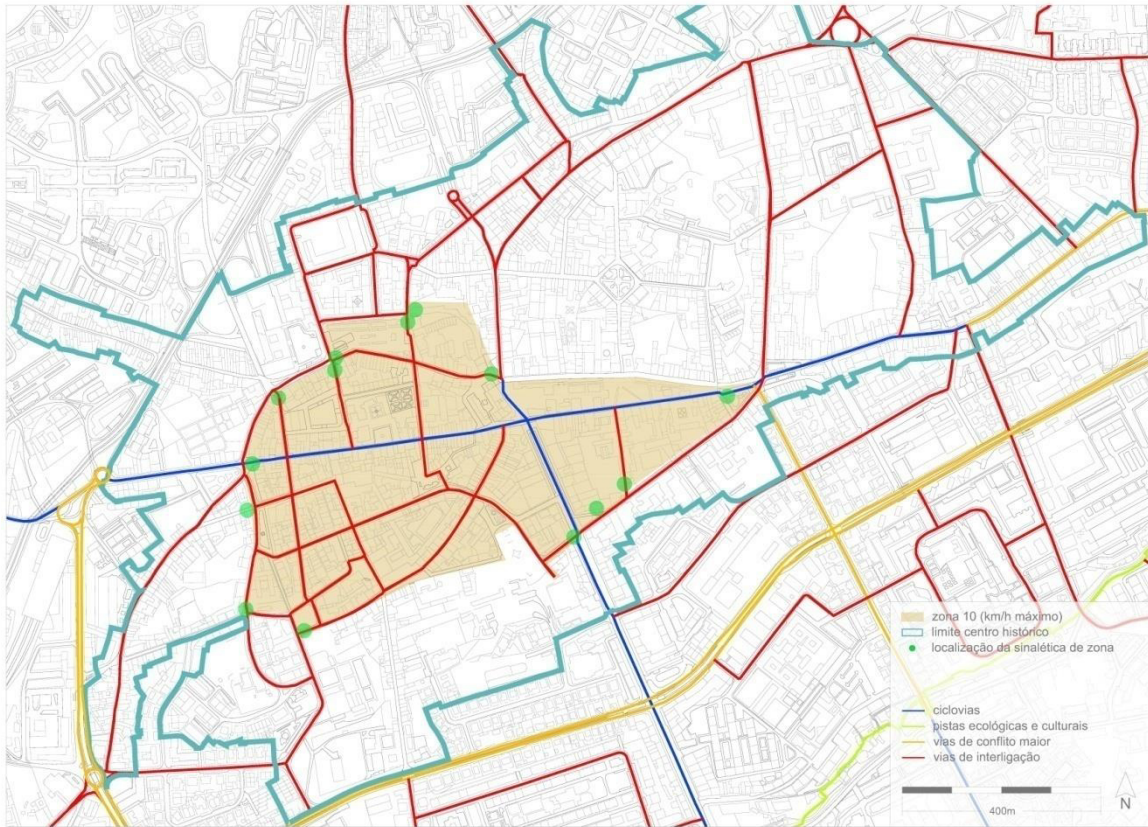 zona 10 (km/h máximo)
limite centro histórico
localização da sinalética de zona
ciclovias
pistas ecológicas e culturais
vias de conflito maior
vias de interligação
400m
N